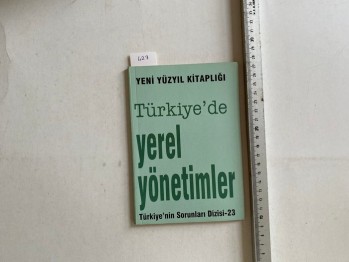 YENİ YÜZYIL KİTAPLIĞI
Türkiye'de
yerel
yönetimler
Türkiye'nin Sorunları Dizisi-23